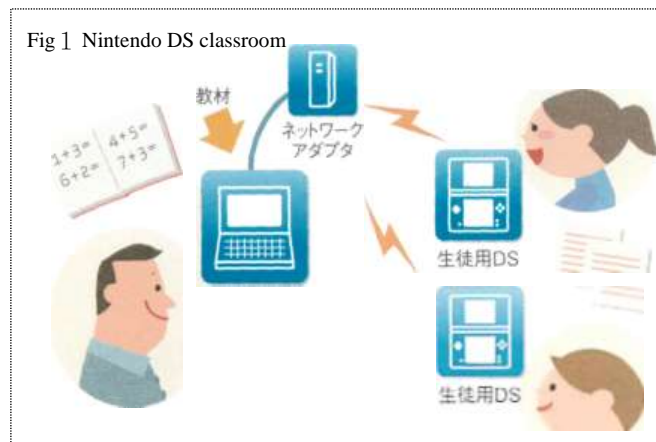 Fig 1 Nintendo DS classroom
教材
ネットワーク
アダプタ
1+3=
6+2=
4+5=
7+3=
生徒用DS
生徒用DS